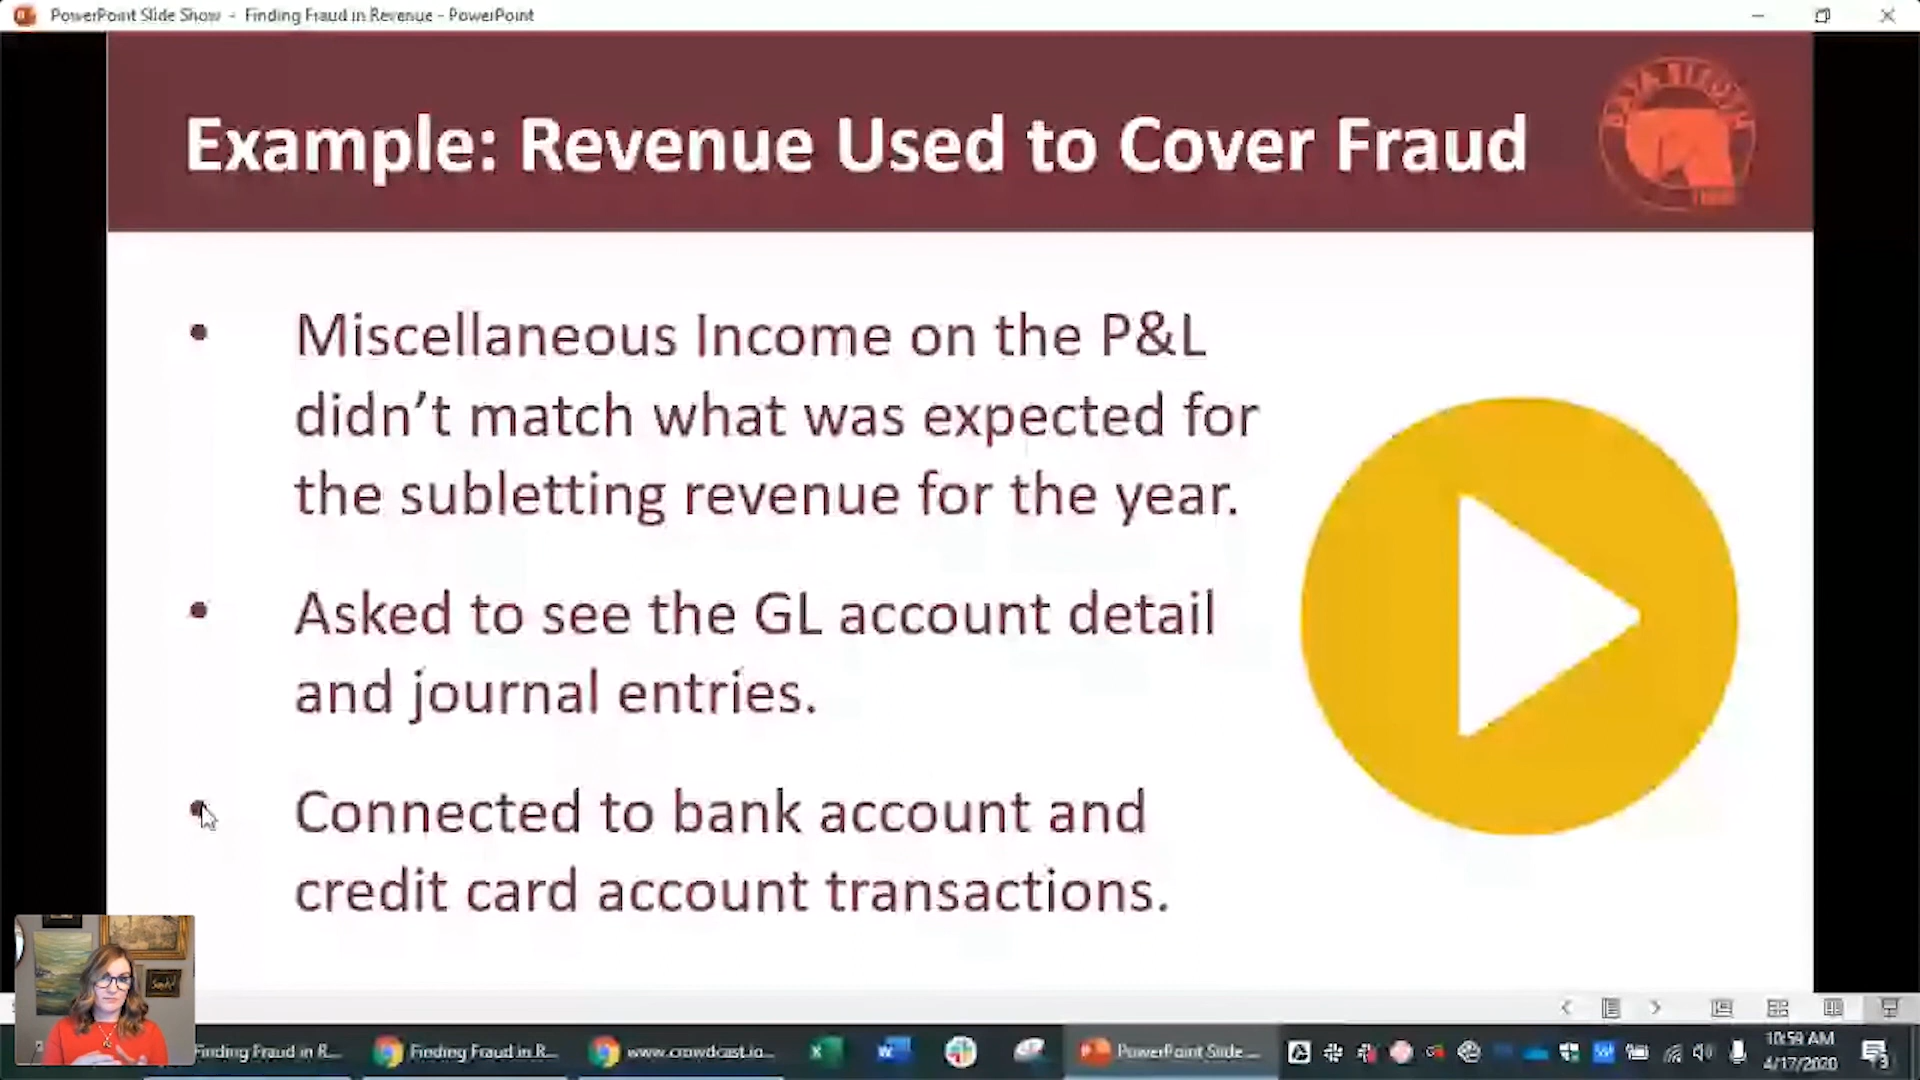 PowerPoint Slide Show - Finding Fraud in Revenue - PowerPoint
Example: Revenue Used to Cover Fraud
• Miscellaneous Income on the P&L
didn’t match what was expected for
the subletting revenue for the year.
• Asked to see the GL account detail
and journal entries.
• Connected to bank account and
credit card account transactions.
Finding Fraud in R...
Finding Fraud in R...
www.crowdcast.io...
PowerPoint Slide ...
10:59 AM
4/17/2020